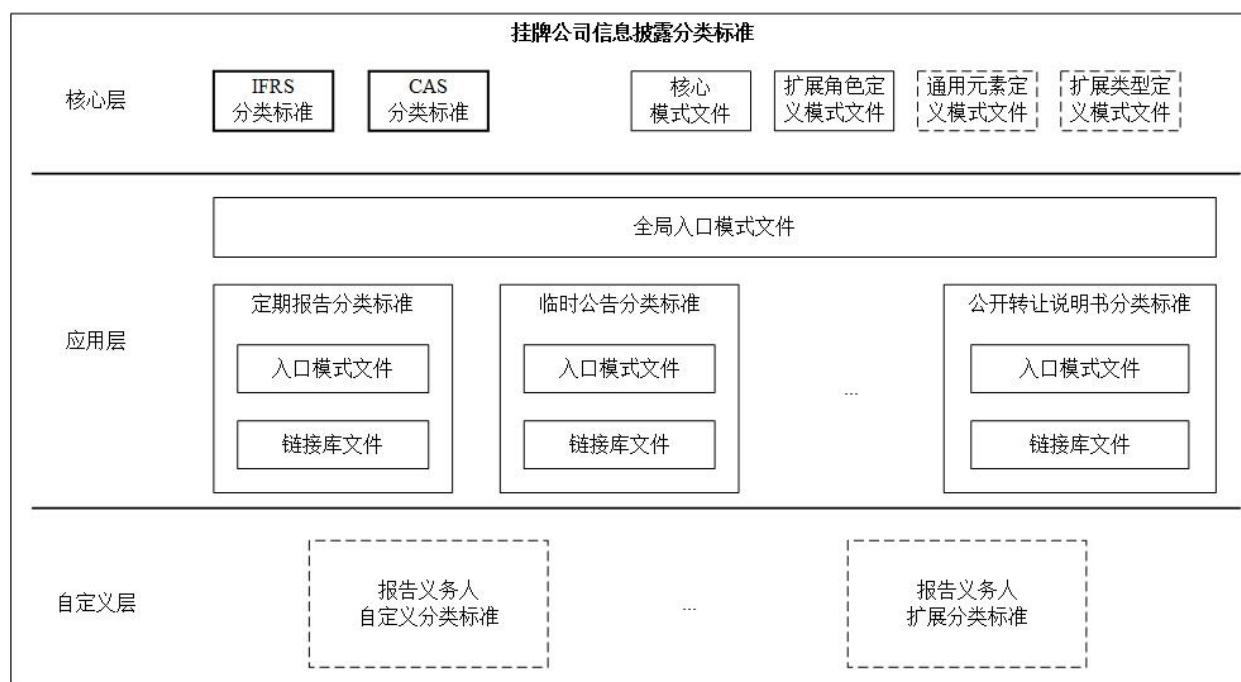 挂牌公司信息披露分类标准
核心层
IFRS
分类标准
CAS
分类标准
核心
模式文件
扩展角色定
义模式文件
通用元素定
义模式文件
扩展类型定
义模式文件
应用层
全局入口模式文件
定期报告分类标准
入口模式文件
链接库文件
临时公告分类标准
入口模式文件
链接库文件
...
公开转让说明书分类标准
入口模式文件
链接库文件
自定义层
报告义务人
自定义分类标准
...
报告义务人
扩展分类标准